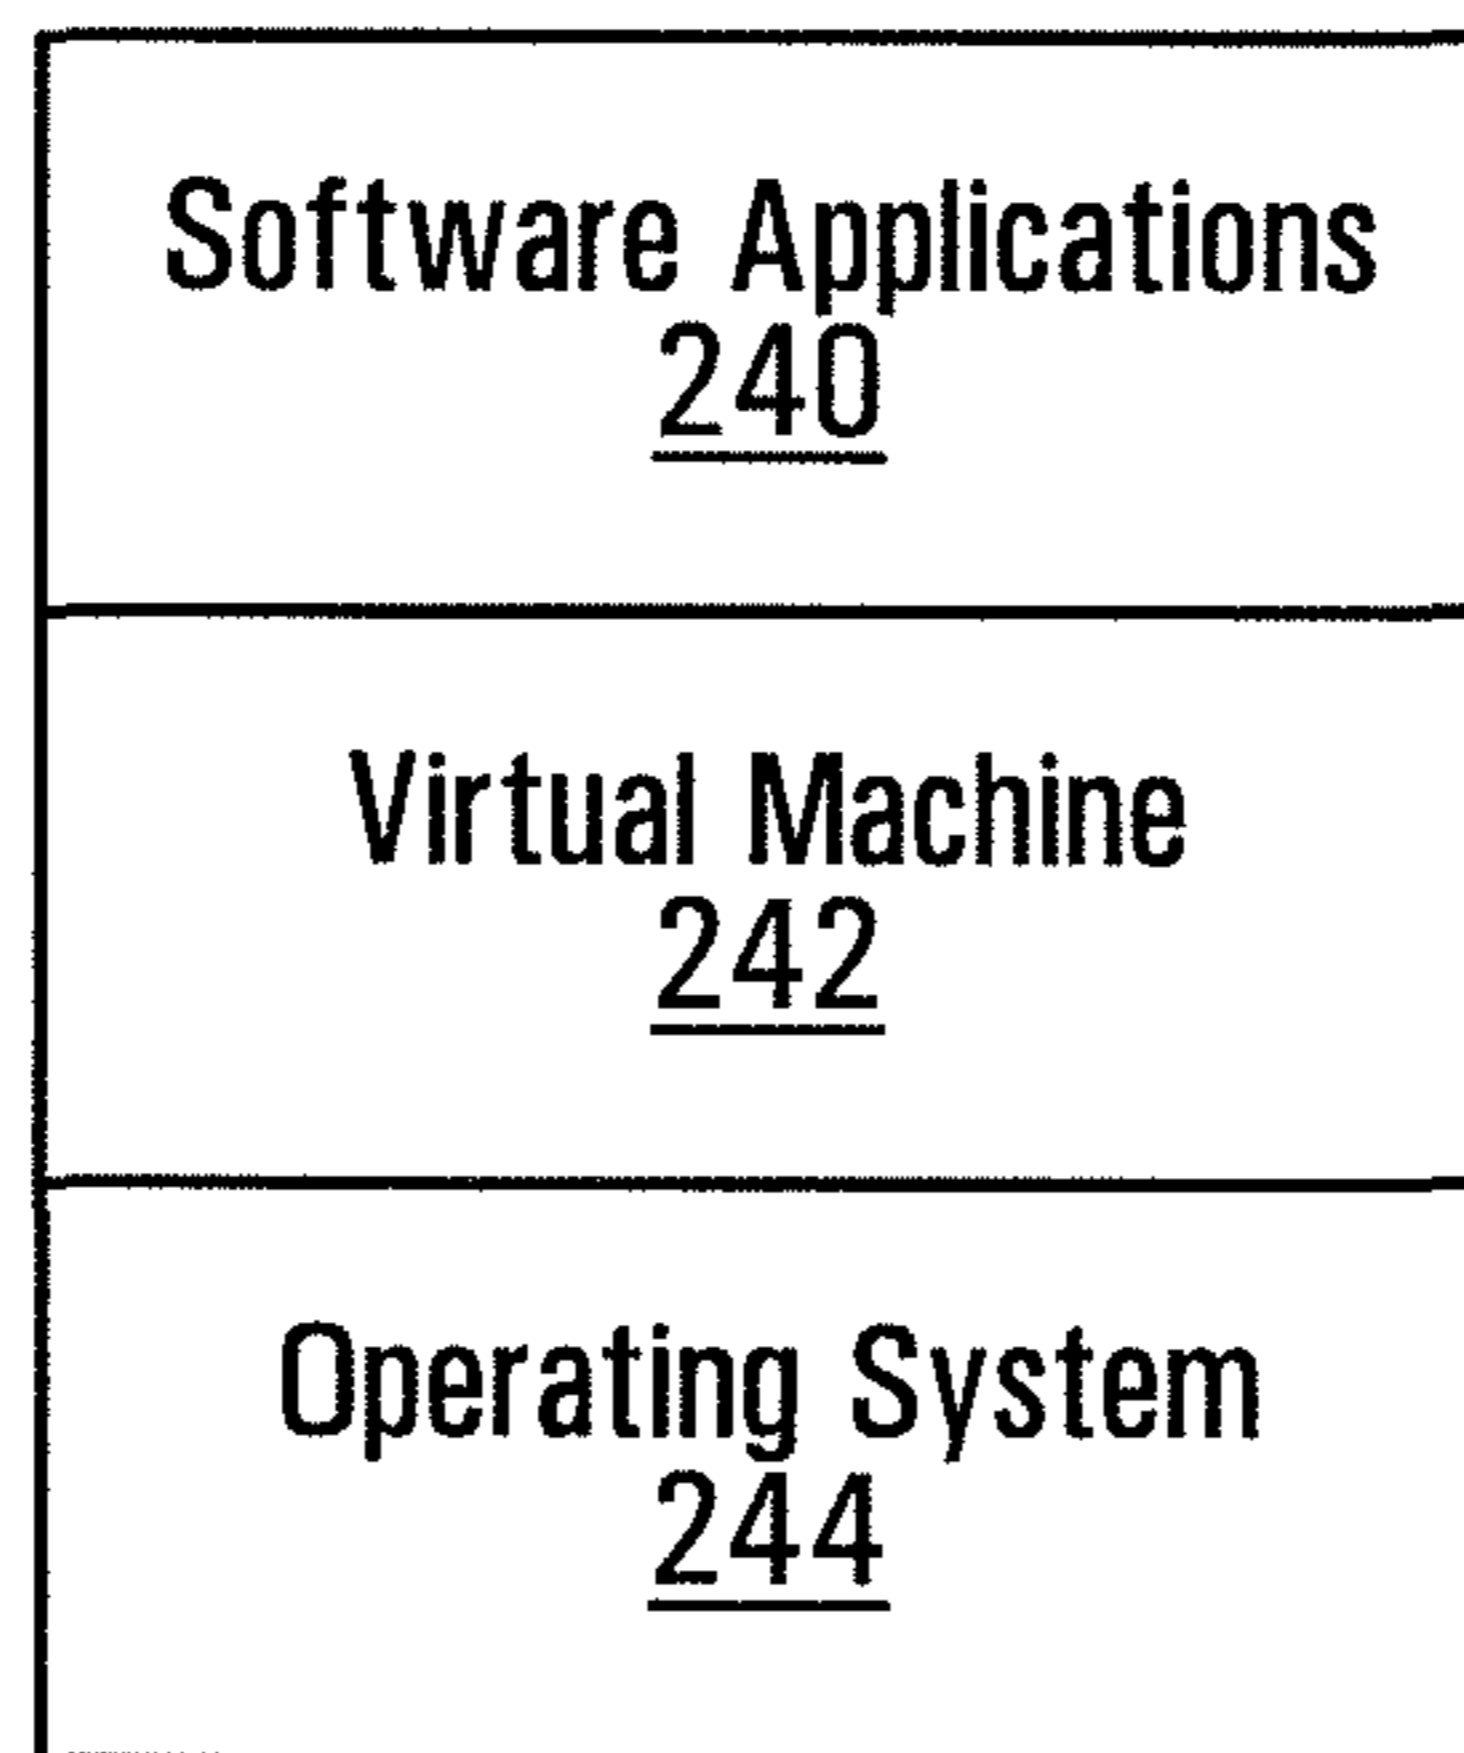 Software Applications
240
Virtual Machine
242
Operating System
244